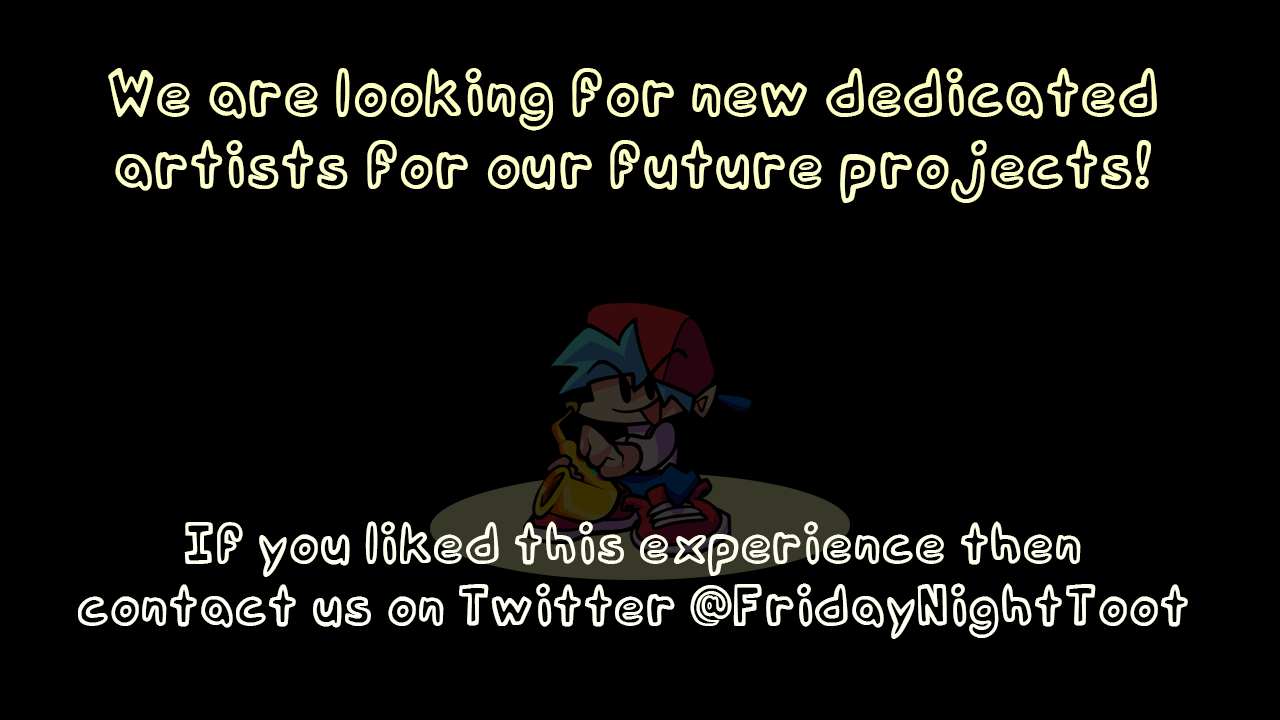 We are looking for new dedicated
artists for our future projects!
If you liked this experience then
contact us on Twitter @FridayNightToot